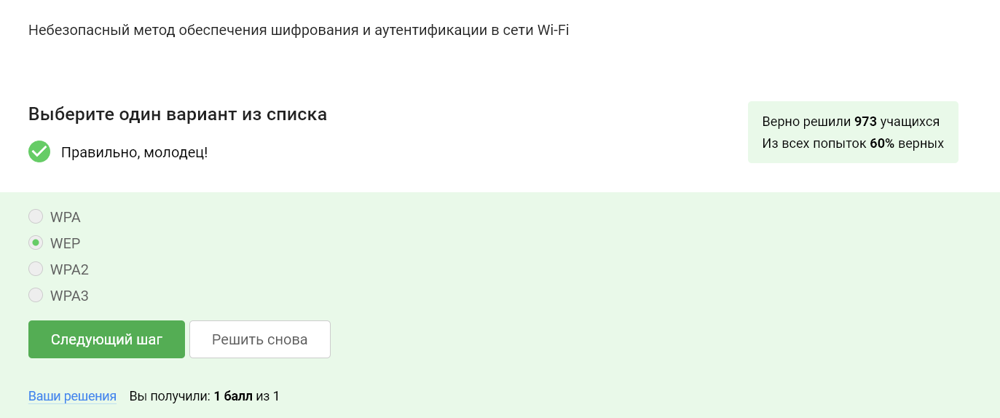 Небезопасный метод обеспечения шифрования и аутентификации в сети Wi-Fi
Выберите один вариант из списка
Правильно, молодец!
Верно решили 973 учащихся
Из всех попыток 60% верных
WPA
WEP
WPA2
WPA3
Следующий шаг
Решить снова
Ваши решения Вы получили: 1 балл из 1